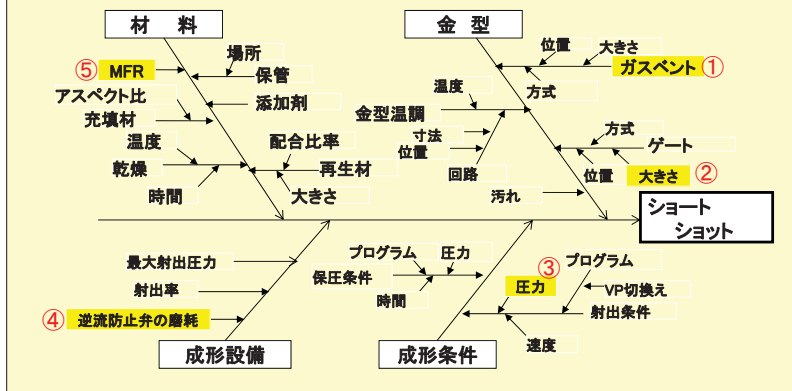 材　料
金　型
⑤ MFR
場所
保管
アスペクト比
充填材
添加剤
温度
乾燥
時間
配合比率
再生材
大きさ
位置
大きさ
ガスベント ①
方式
温度
金型温調
寸法
位置
回路
方式
ゲート
位置
大きさ ②
汚れ
ショート
ショット
最大射出圧力
射出率
④ 逆流防止弁の磨耗
成形設備
プログラム
圧力
保圧条件
時間
③
圧力
プログラム
VP切換え
射出条件
速度
成形条件